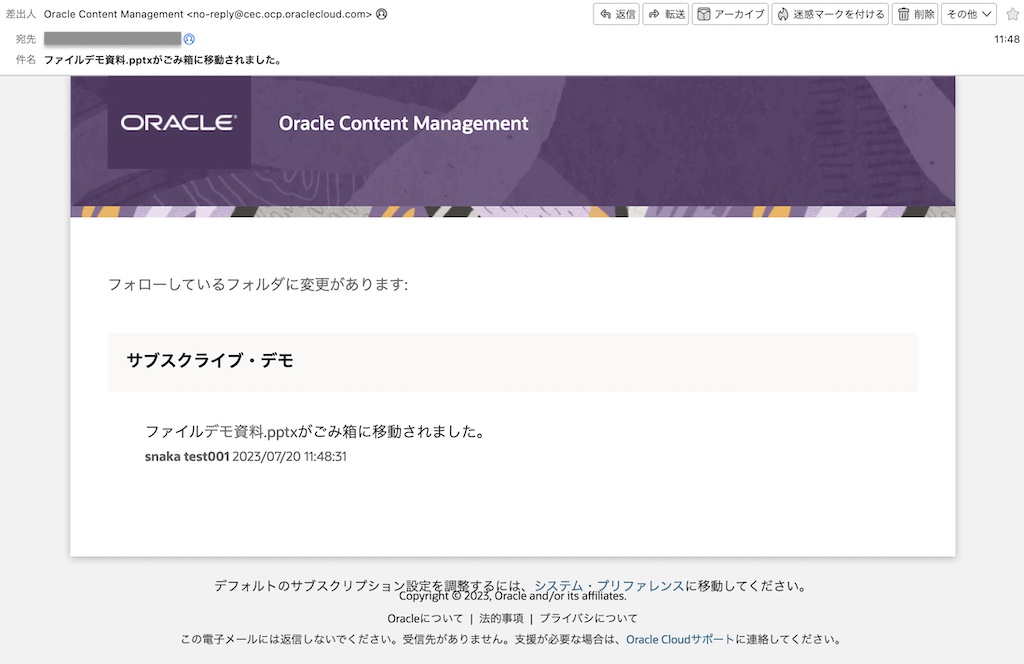 差出人 Oracle Content Management <no-reply@cec.ocp.oraclecloud.com> 返信 転送 アーカイブ 迷惑マークを付ける 削除 その他
宛先 11:48
件名 ファイルデモ資料.pptxがごみ箱に移動されました。
ORACLE Oracle Content Management
フォローしているフォルダに変更があります:
サブスクライブ・デモ
ファイルデモ資料.pptxがごみ箱に移動されました。
snaka test001 2023/07/20 11:48:31
デフォルトのサブスクリプション設定を調整するには、システム・プリファレンスに移動してください。
Copyright © 2023, Oracle and/or its affiliates.
Oracleについて | 法的事項 | プライバシについて
この電子メールには返信しないでください。受信先がありません。支援が必要な場合は、Oracle Cloudサポートに連絡してください。